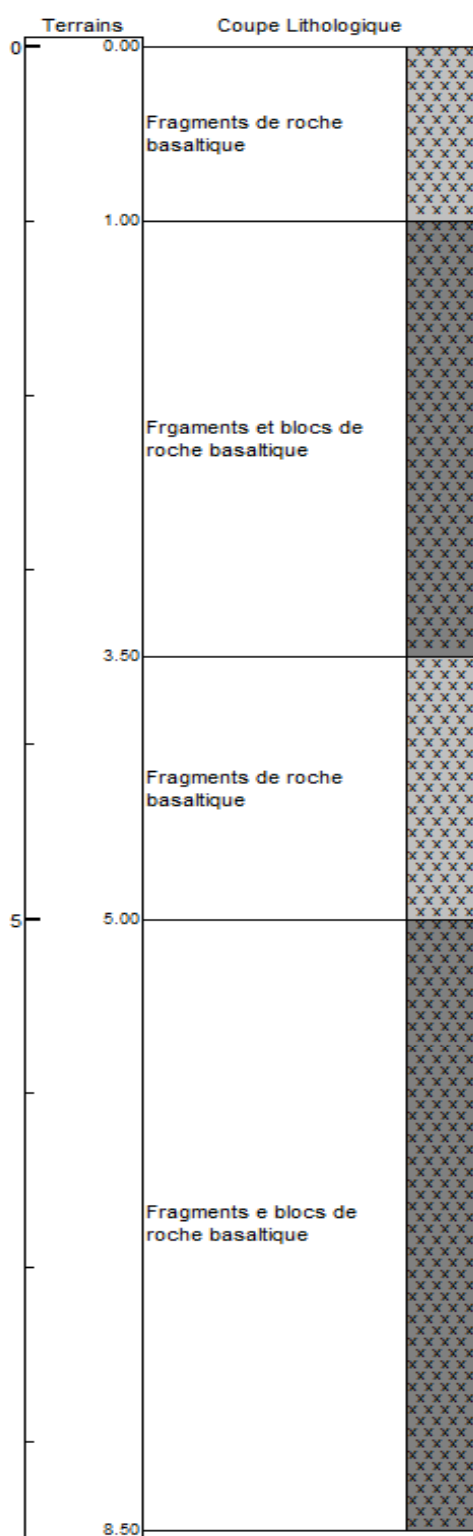 Terrains Coupe Lithologique
0 0.00
Fragments de roche
basaltique
1.00
Frgaments et blocs de
roche basaltique
3.50
Fragments de roche
basaltique
5 5.00
Fragments e blocs de
roche basaltique
8.50